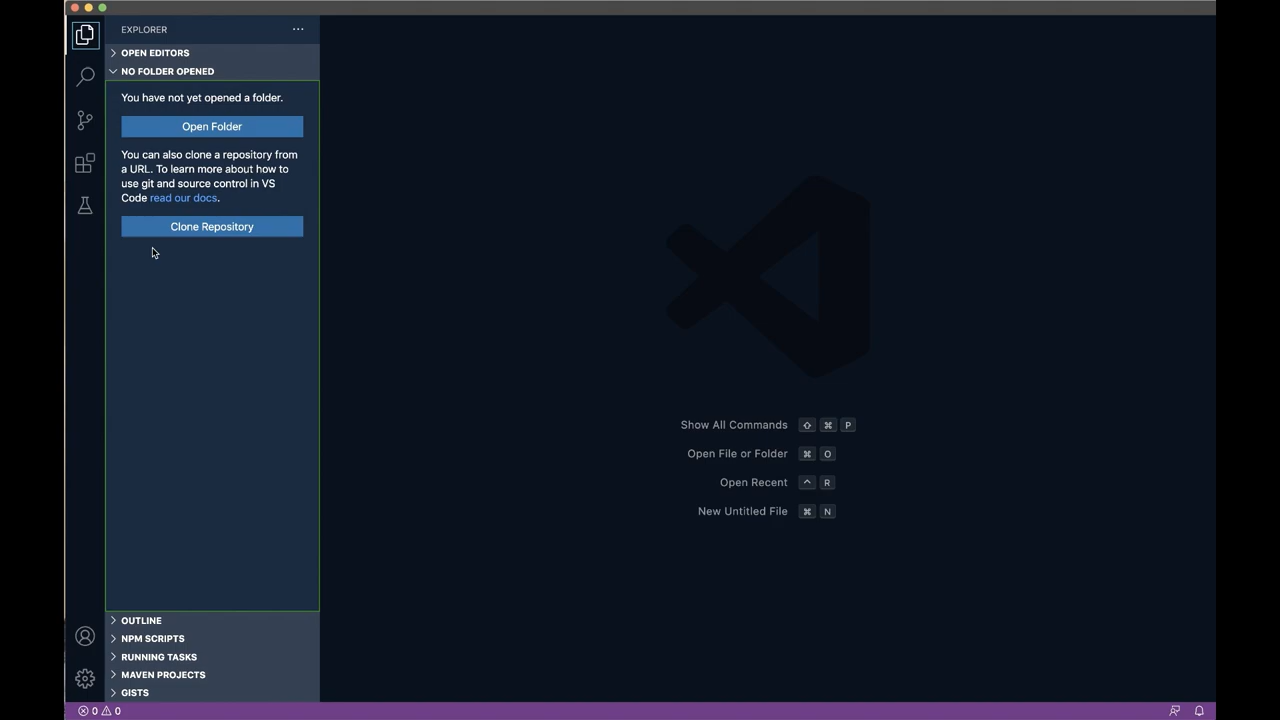 EXPLORER
OPEN EDITORS
NO FOLDER OPENED
You have not yet opened a folder.
Open Folder
You can also clone a repository from
a URL. To learn more about how to
use git and source control in VS
Code read our docs.
Clone Repository
Show All Commands ⇧ ⌘ P
Open File or Folder ⌘ O
Open Recent ^ R
New Untitled File ⌘ N
OUTLINE
NPM SCRIPTS
RUNNING TASKS
MAVEN PROJECTS
GISTS
0 0